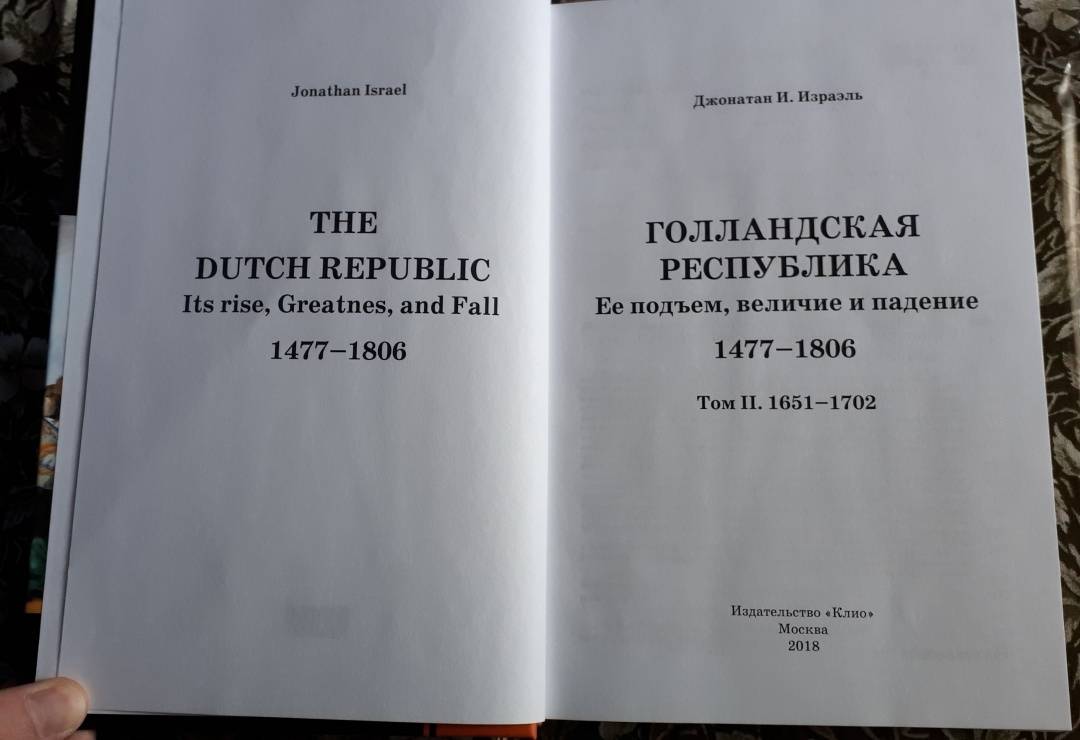 Jonathan Israel
THE
DUTCH REPUBLIC
Its rise, Greatnes, and Fall
1477–1806
Джонатан И. Израэль
ГОЛЛАНДСКАЯ
РЕСПУБЛИКА
Ее подъем, величие и падение
1477–1806
Том II. 1651–1702
Издательство «Клио»
Москва
2018